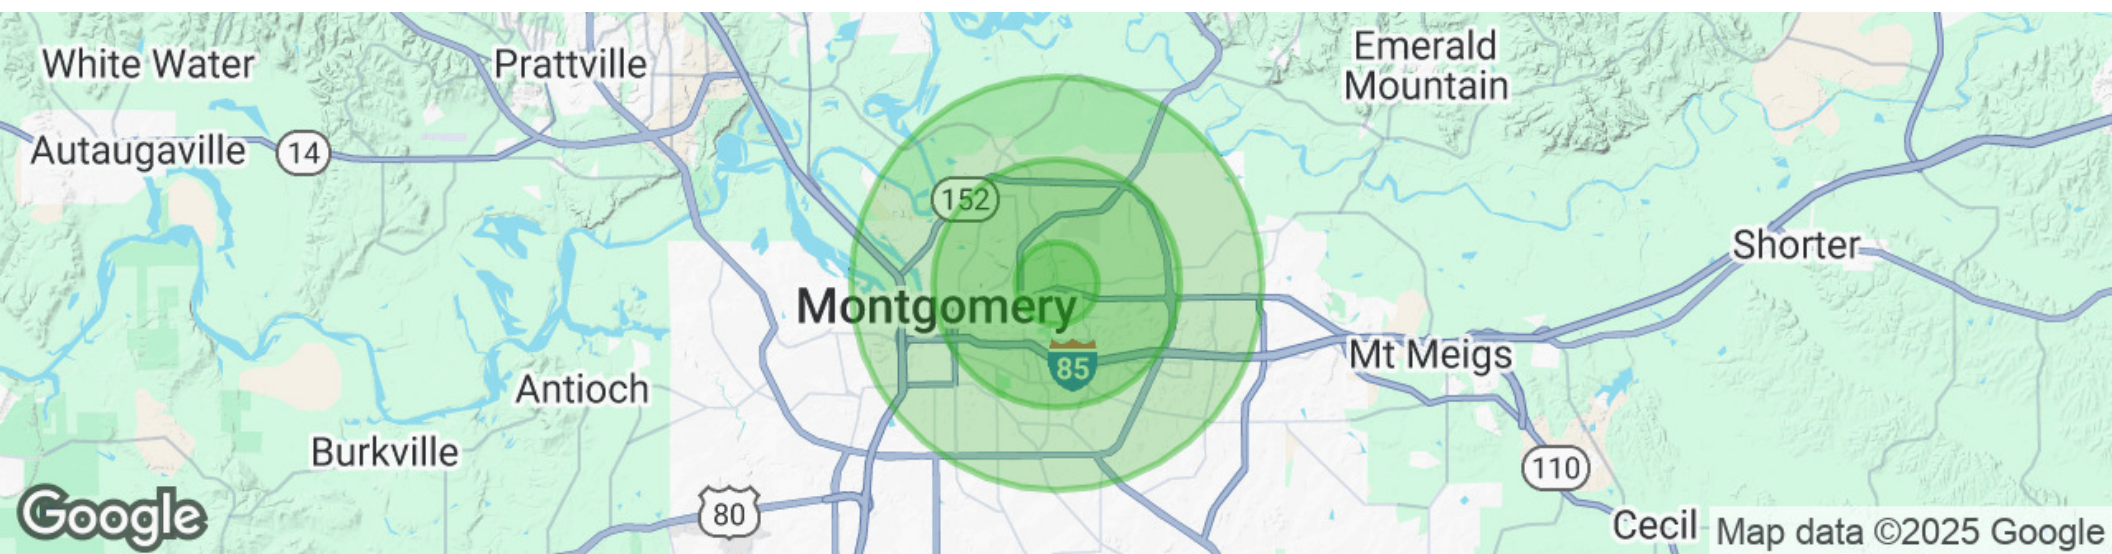 White Water
Prattville
Emerald
Mountain
Autaugaville
14
152
Shorter
Montgomery
85
Mt Meigs
Antioch
Burkville
110
80
Google
Cecil
Map data ©2025 Google